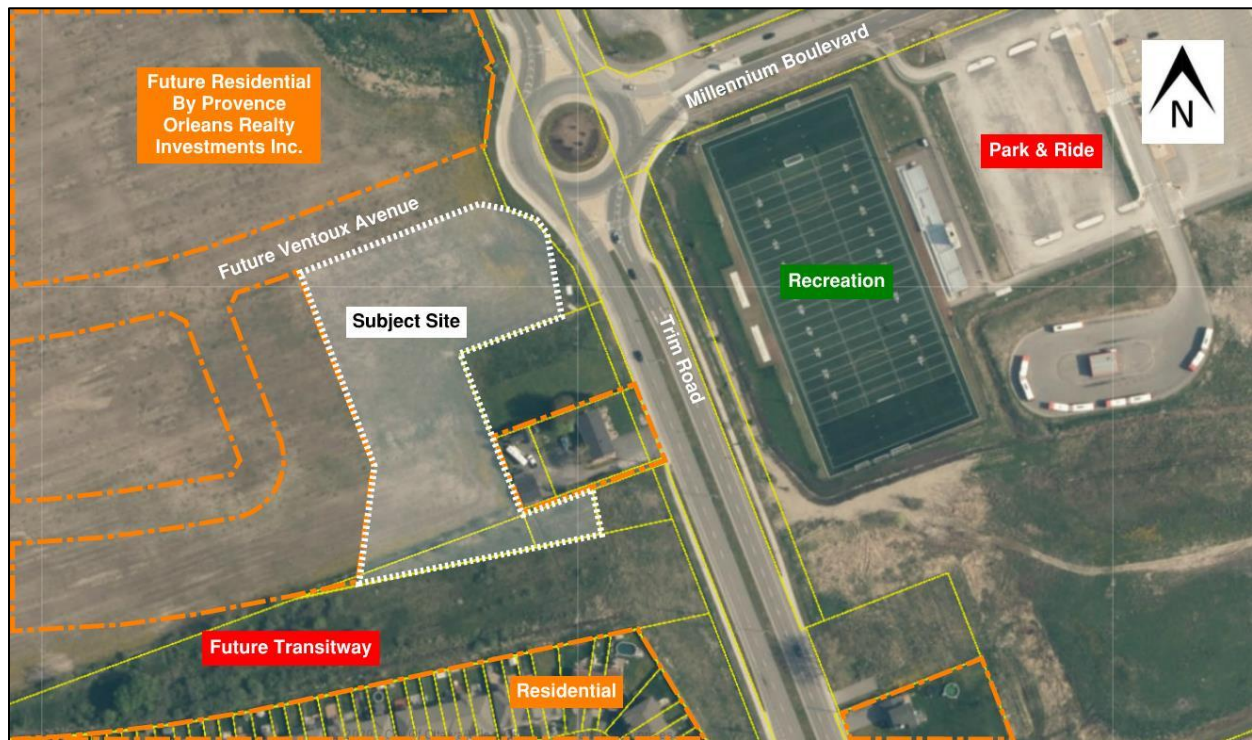 Future Residential
By Provence
Orleans Realty
Investments Inc.
Millennium Boulevard
N
Park & Ride
Future Ventoux Avenue
Recreation
Subject Site
Trim Road
Future Transitway
Residential